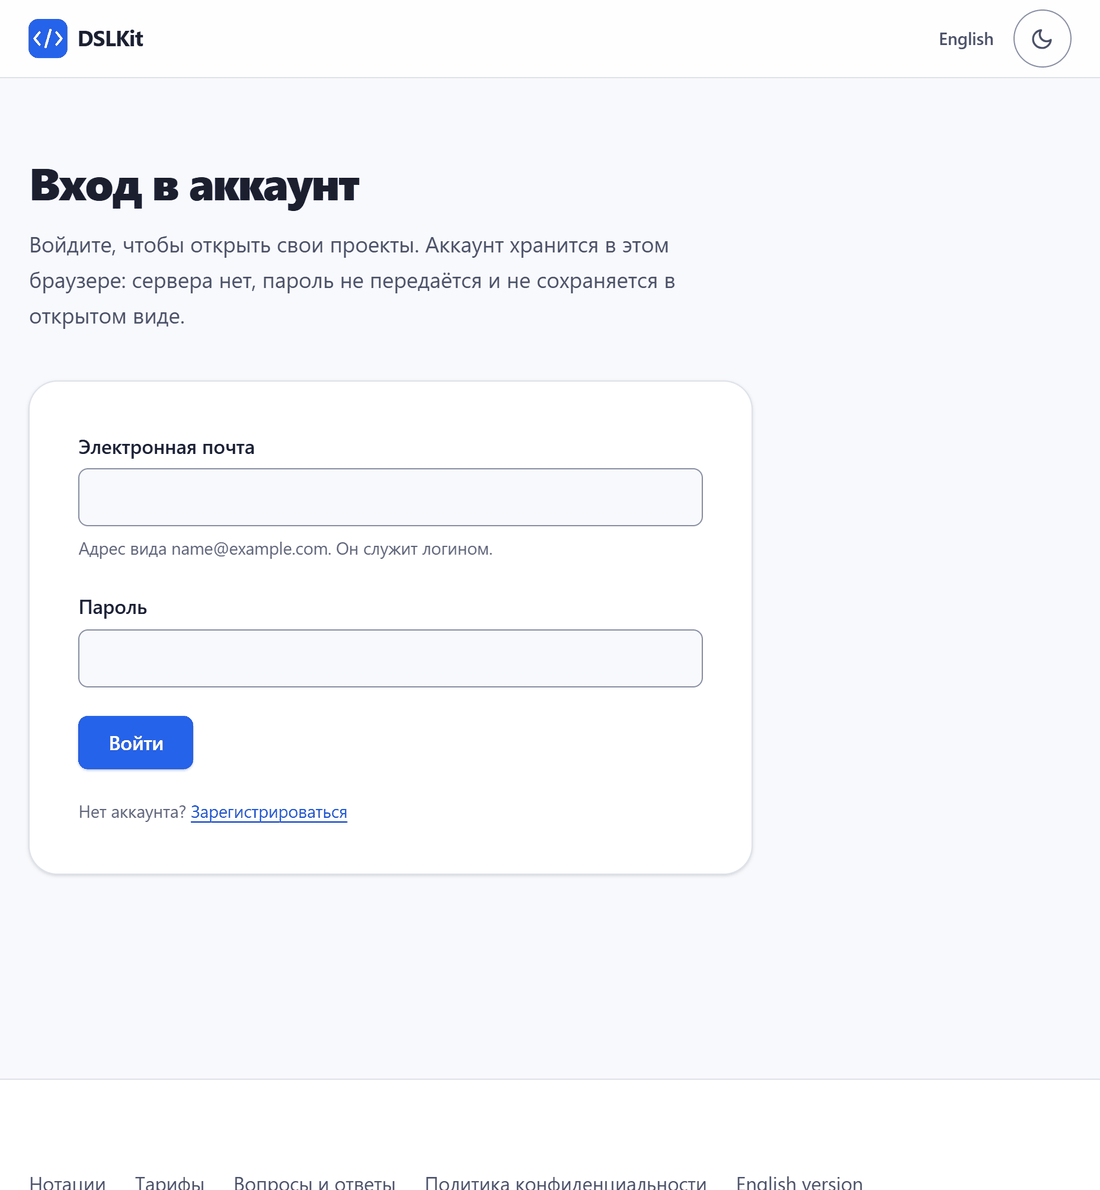 DSLKit
English
Вход в аккаунт
Войдите, чтобы открыть свои проекты. Аккаунт хранится в этом
браузере: сервера нет, пароль не передаётся и не сохраняется в
открытом виде.
Электронная почта
Адрес вида name@example.com. Он служит логином.
Пароль
Войти
Нет аккаунта? Зарегистрироваться
Нотации Тарифы Вопросы и ответы Политика конфиденциальности English version